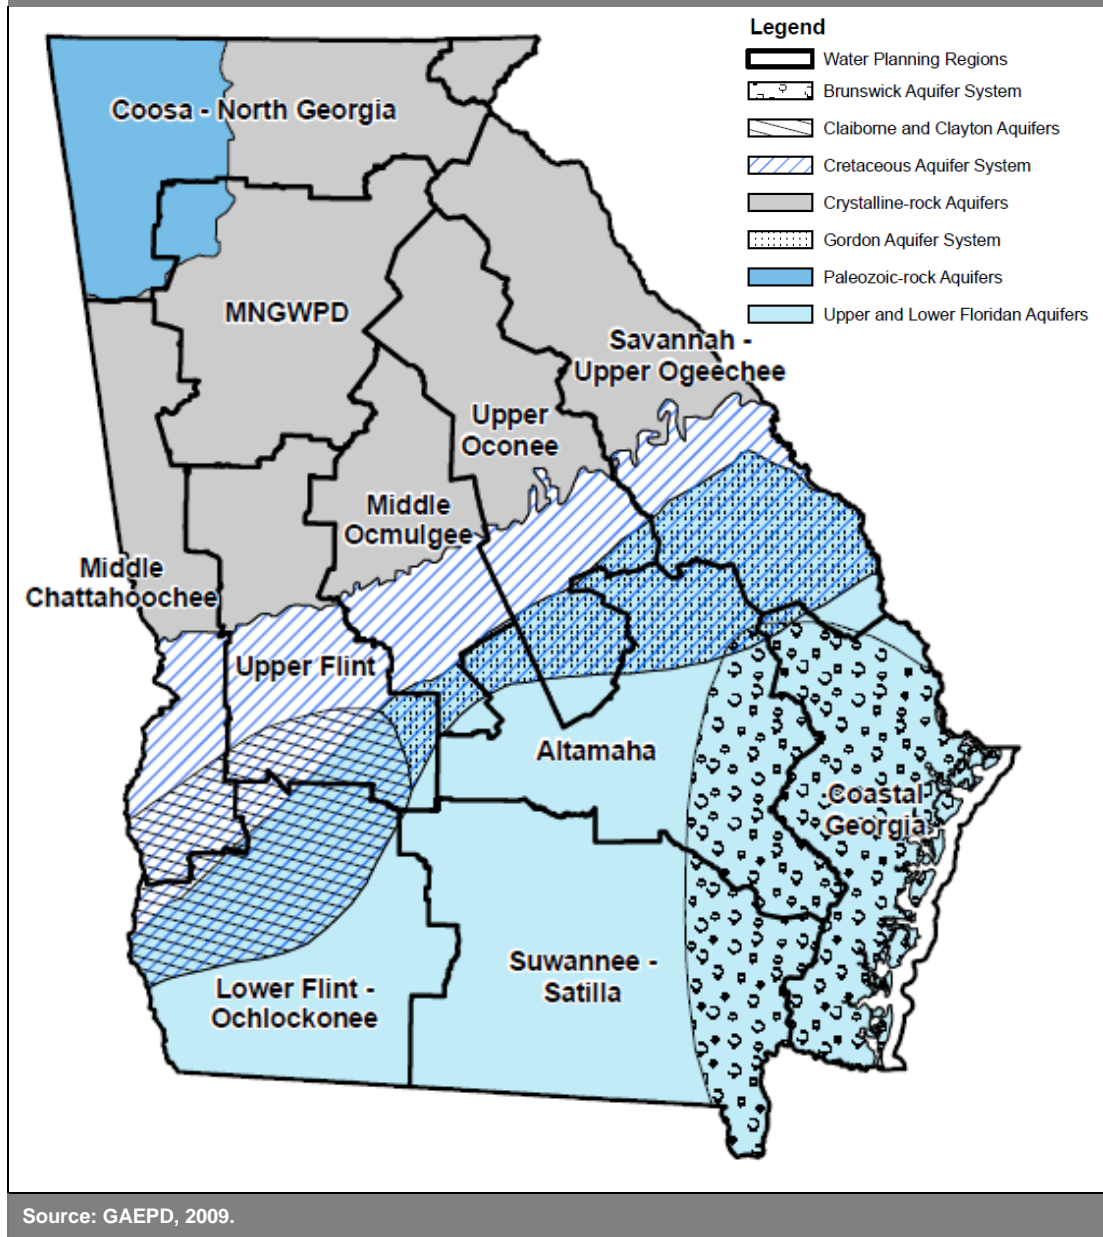 Legend
Water Planning Regions
Brunswick Aquifer System
Claiborne and Clayton Aquifers
Cretaceous Aquifer System
Crystalline-rock Aquifers
Gordon Aquifer System
Paleozoic-rock Aquifers
Upper and Lower Floridan Aquifers
Coosa - North Georgia
MNGWPD
Savannah -
Upper Ogeechee
Upper
Oconee
Middle
Ocmulgee
Middle
Chattahoochee
Upper Flint
Altamaha
Coastal
Georgia
Suwannee -
Satilla
Lower Flint -
Ochlockonee
Source: GAEPD, 2009.